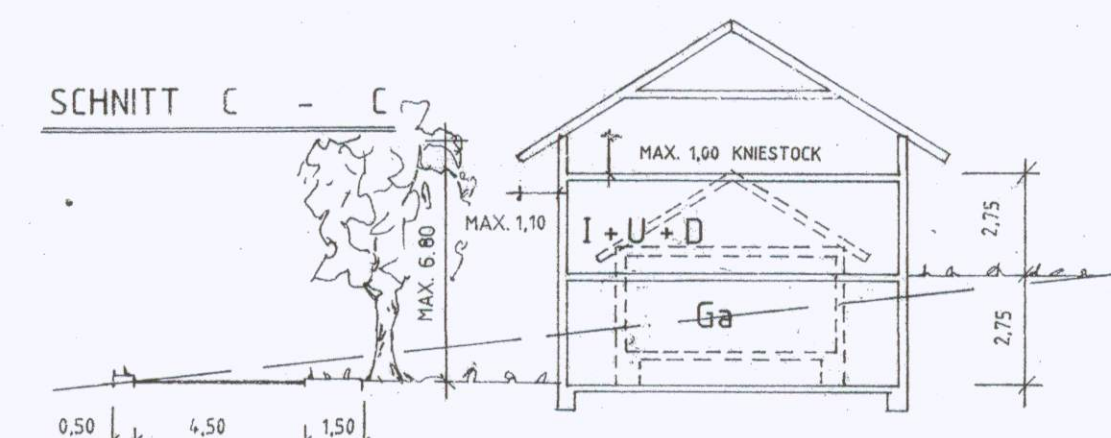 SCHNITT C - C
MAX. 1,00 KNIESTOCK
MAX. 1,10
I + U + D
2,75
MAX. 6.80
Ga
2,75
0,50 4,50 1,50